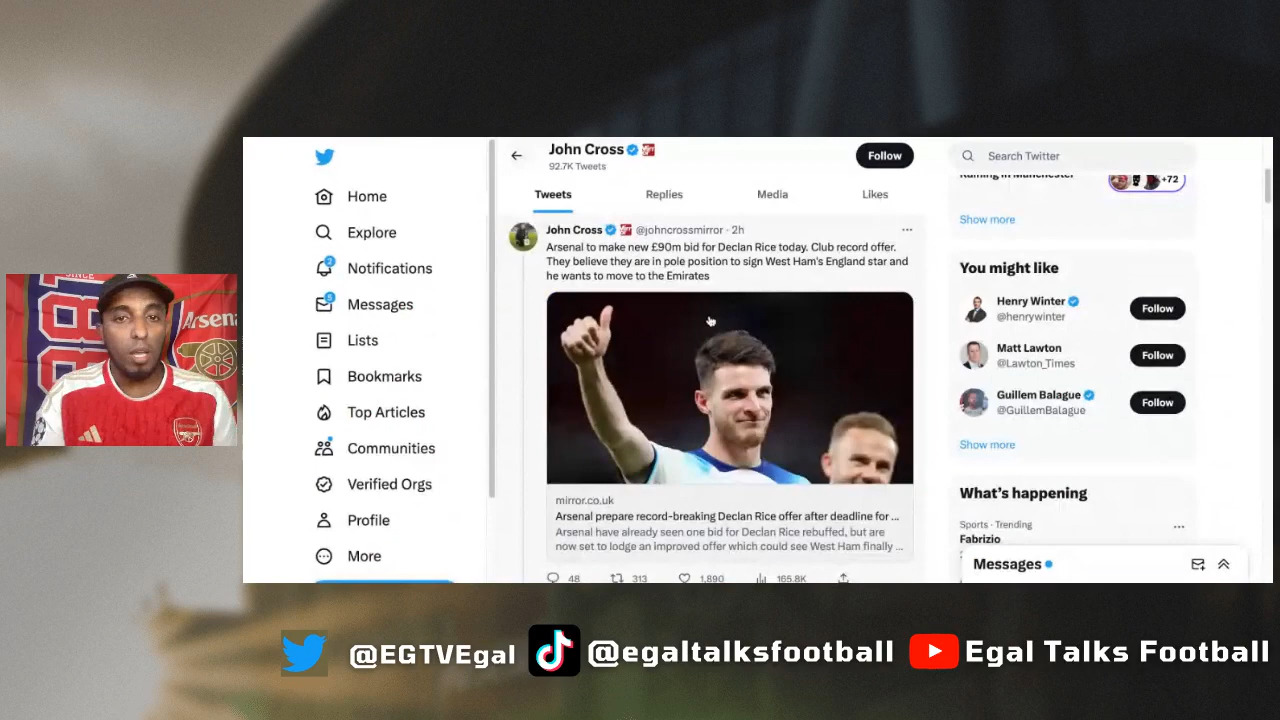 SINCE
Arsenal
Home
Explore
2
Notifications
5
Messages
Lists
Bookmarks
Top Articles
Communities
Verified Orgs
Profile
More
John Cross
92.7K Tweets
Follow
Tweets
Replies
Media
Likes
John Cross @johncrossmirror · 2h
Arsenal to make new £90m bid for Declan Rice today. Club record offer.
They believe they are in pole position to sign West Ham's England star and
he wants to move to the Emirates
mirror.co.uk
Arsenal prepare record-breaking Declan Rice offer after deadline for ...
Arsenal have already seen one bid for Declan Rice rebuffed, but are
now set to lodge an improved offer which could see West Ham finally ...
48
313
1,890
165.8K
Search Twitter
Manchester
+72
Show more
You might like
Henry Winter
@henrywinter
Follow
Matt Lawton
@Lawton_Times
Follow
Guillem Balague
@GuillemBalague
Follow
Show more
What's happening
Sports · Trending
Fabrizio
Messages
@EGTVEgal
@egaltalksfootball
Egal Talks Football